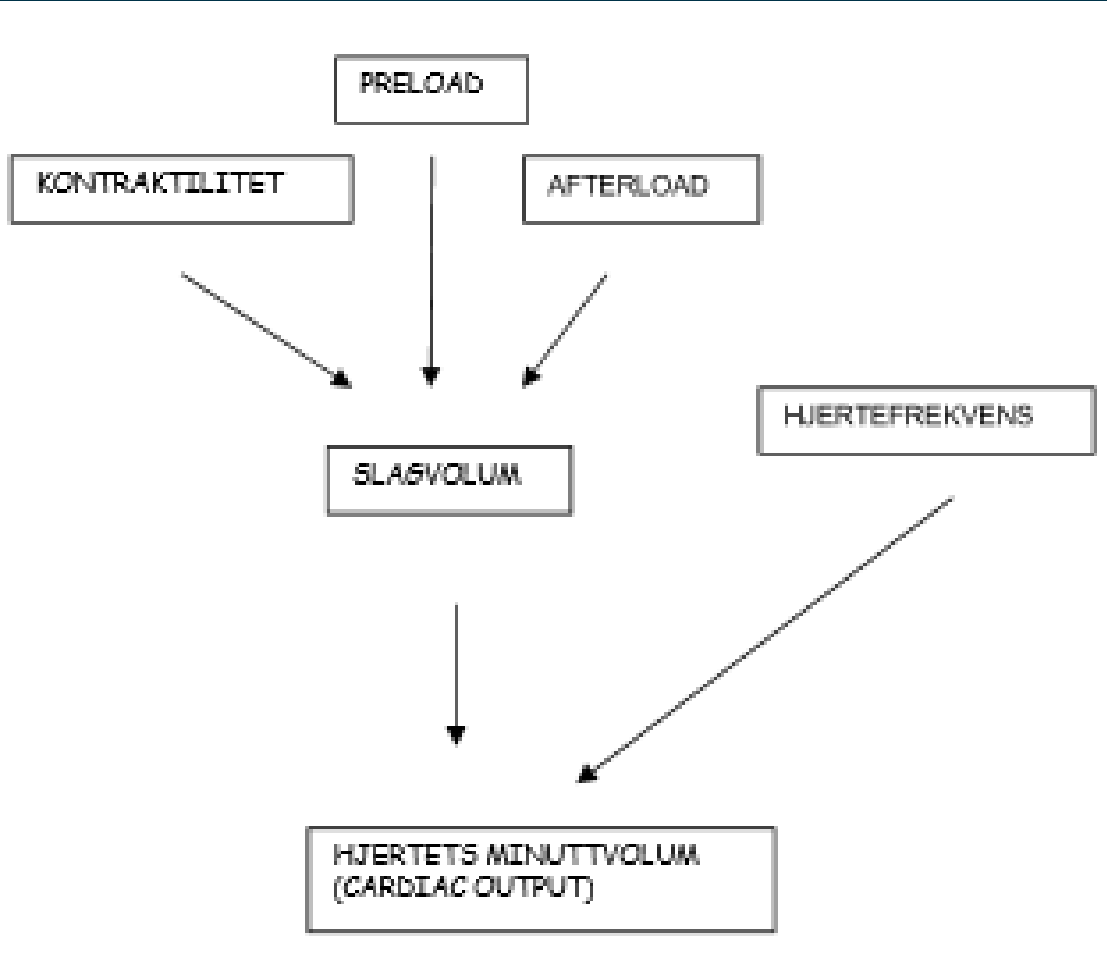 PRELOAD
KONTRAKTILITET
AFTERLOAD
HJERTEFREKVENS
SLAGVOLUM
HJERTETS MINUTTVOLUM
(CARDIAC OUTPUT)